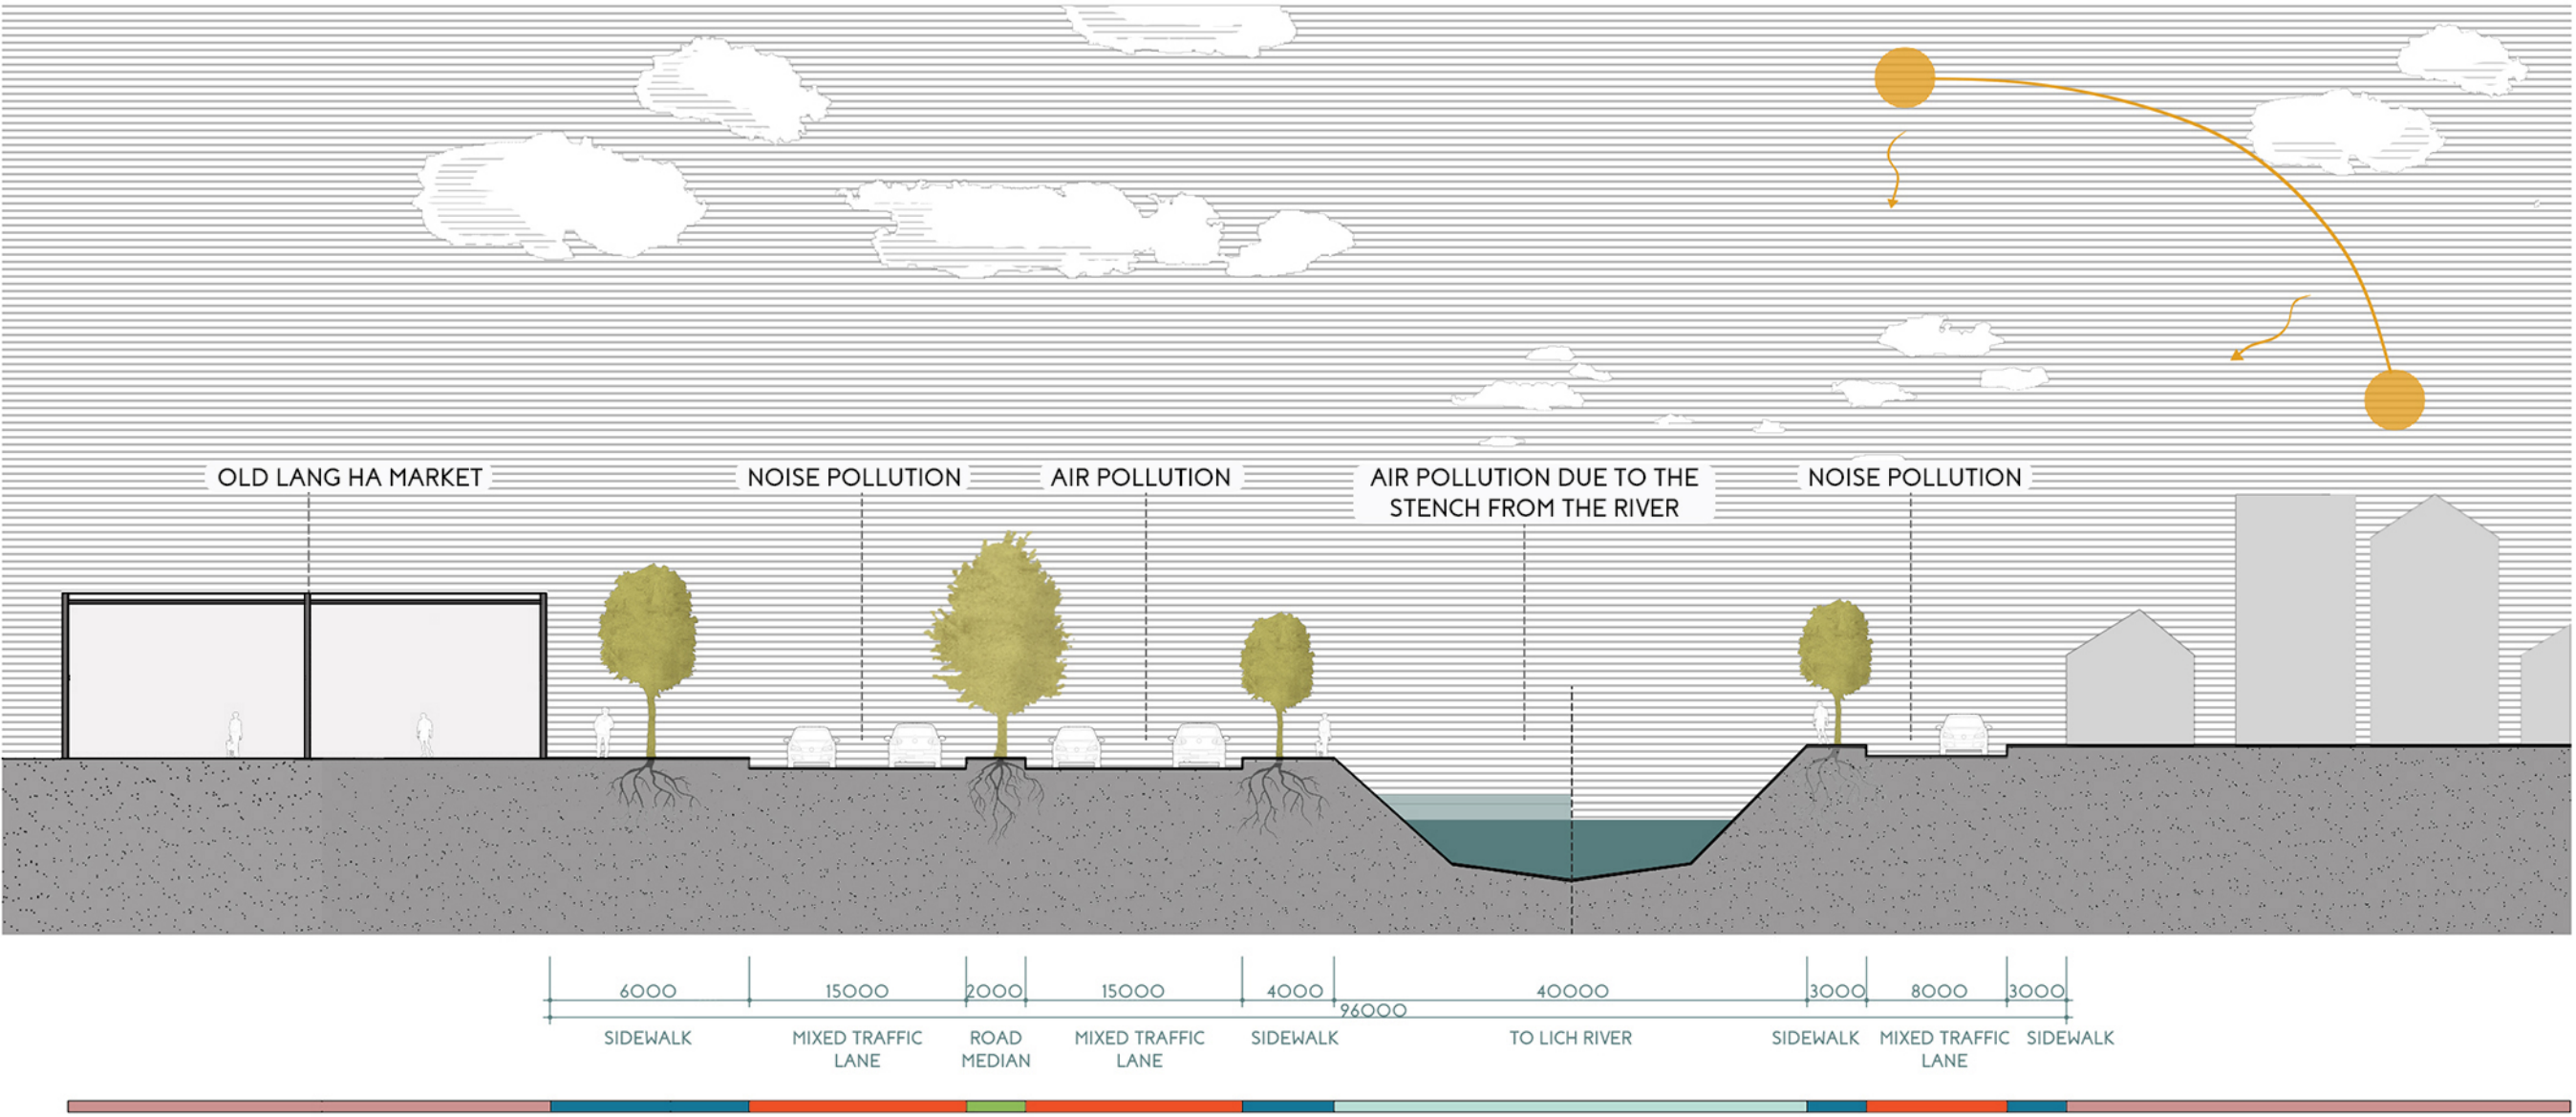 OLD LANG HA MARKET
NOISE POLLUTION
AIR POLLUTION
AIR POLLUTION DUE TO THE
STENCH FROM THE RIVER
NOISE POLLUTION
6000
15000
2000
15000
4000
40000
3000
8000
3000
96000
SIDEWALK
MIXED TRAFFIC
LANE
ROAD
MEDIAN
MIXED TRAFFIC
LANE
SIDEWALK
TO LICH RIVER
SIDEWALK
MIXED TRAFFIC
LANE
SIDEWALK